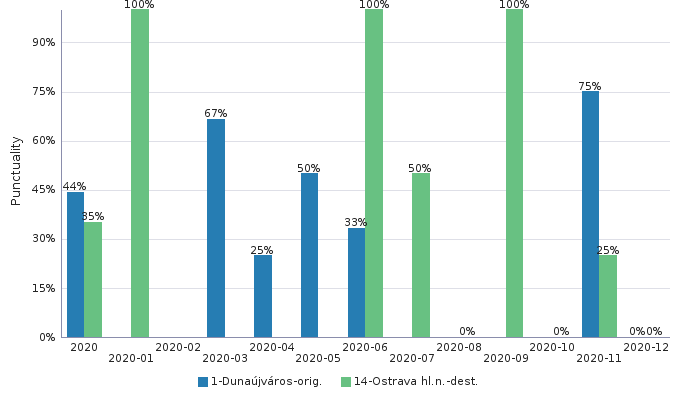 100% 100% 100%
90%
75% 75%
67%
60%
50% 50%
45% 44%
35%
33%
30%
25% 25%
15%
0% 0% 0% 0%0%
Punctuality
2020 2020-02 2020-04 2020-06 2020-08 2020-10 2020-12
2020-01 2020-03 2020-05 2020-07 2020-09 2020-11
1-Dunaújváros-orig. 14-Ostrava hl.n.-dest.